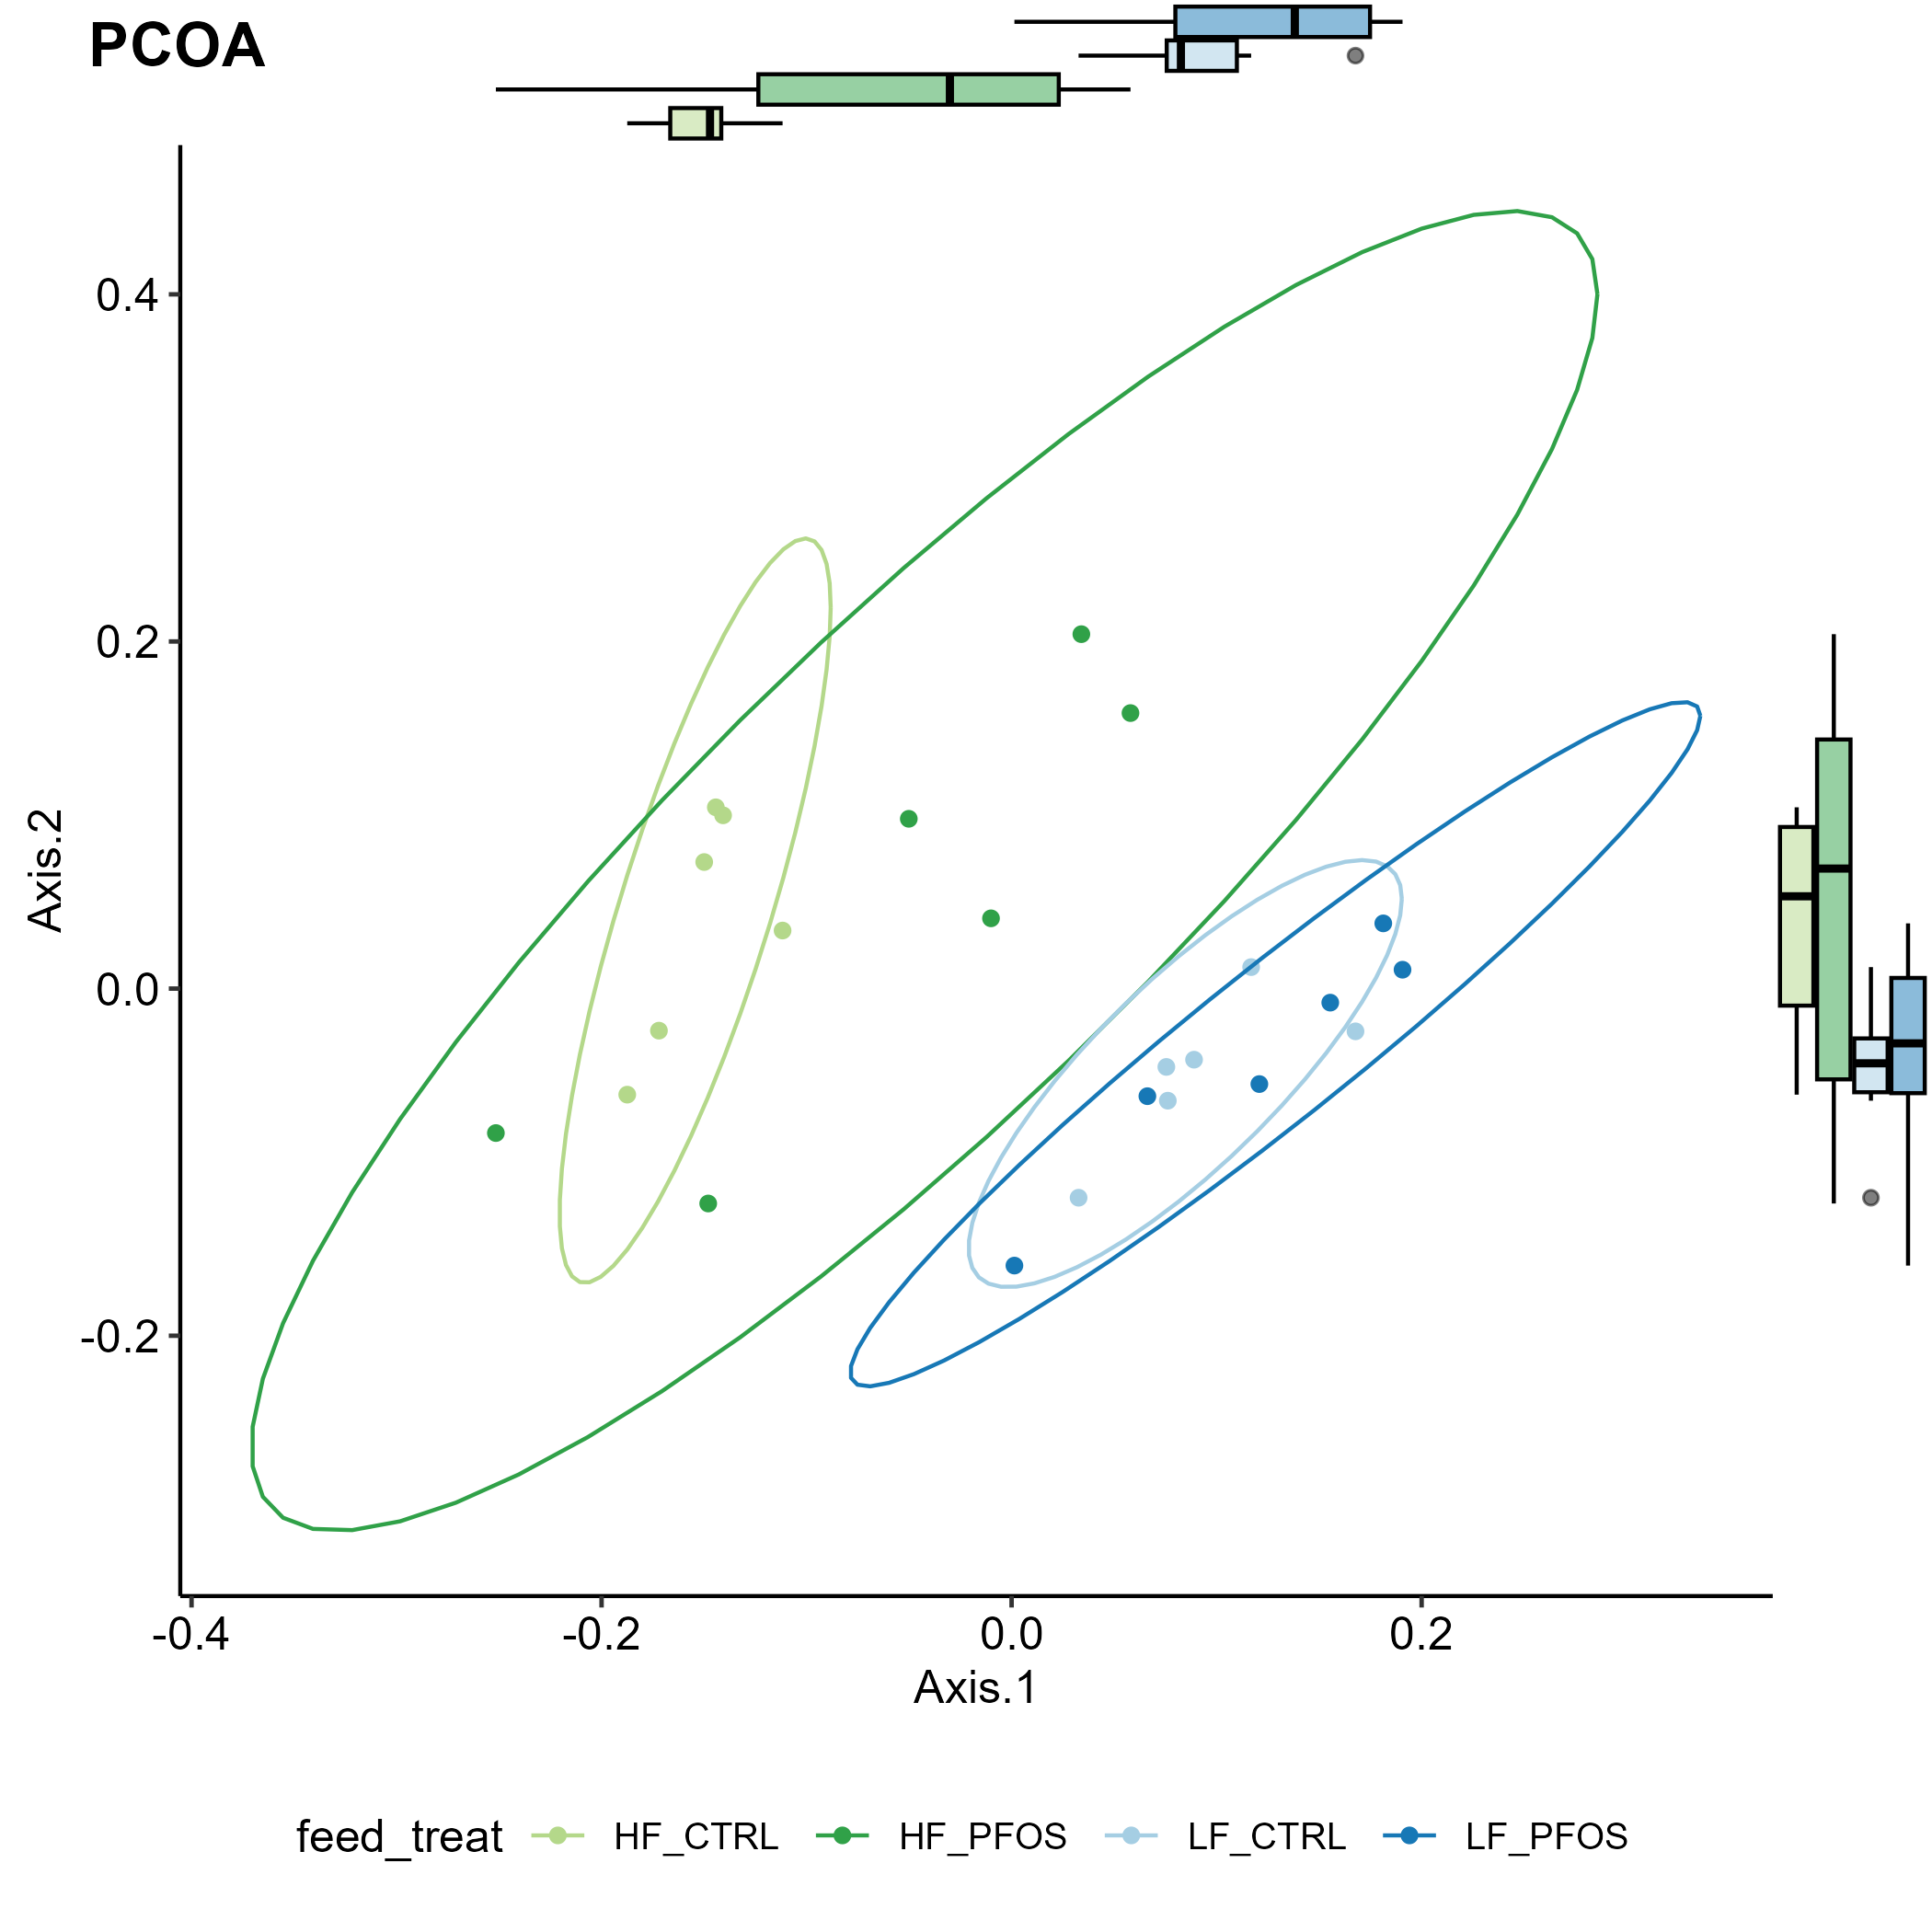 PCOA
0.4
0.2
0.0
-0.2
Axis.2
-0.4 -0.2 0.0 0.2
Axis.1
feed_treat HF_CTRL HF_PFOS LF_CTRL LF_PFOS